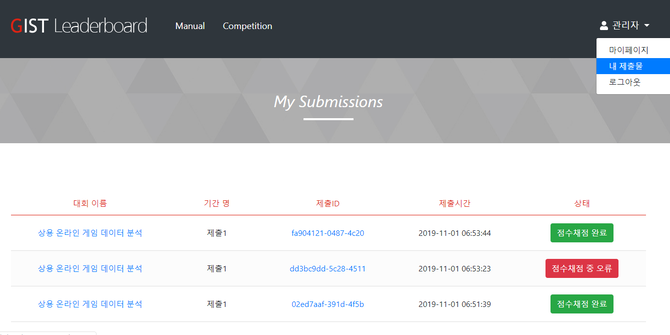 GIST Leaderboard Manual Competition 관리자
마이페이지
내 제출물
로그아웃
My Submissions
대회 이름 기간 명 제출ID 제출시간 상태
상용 온라인 게임 데이터 분석 제출1 fa904121-0487-4c20 2019-11-01 06:53:44 점수채점 완료
상용 온라인 게임 데이터 분석 제출1 dd3bc9dd-5c28-4511 2019-11-01 06:53:23 점수채점 중 오류
상용 온라인 게임 데이터 분석 제출1 02ed7aaf-391d-4f5b 2019-11-01 06:51:39 점수채점 완료